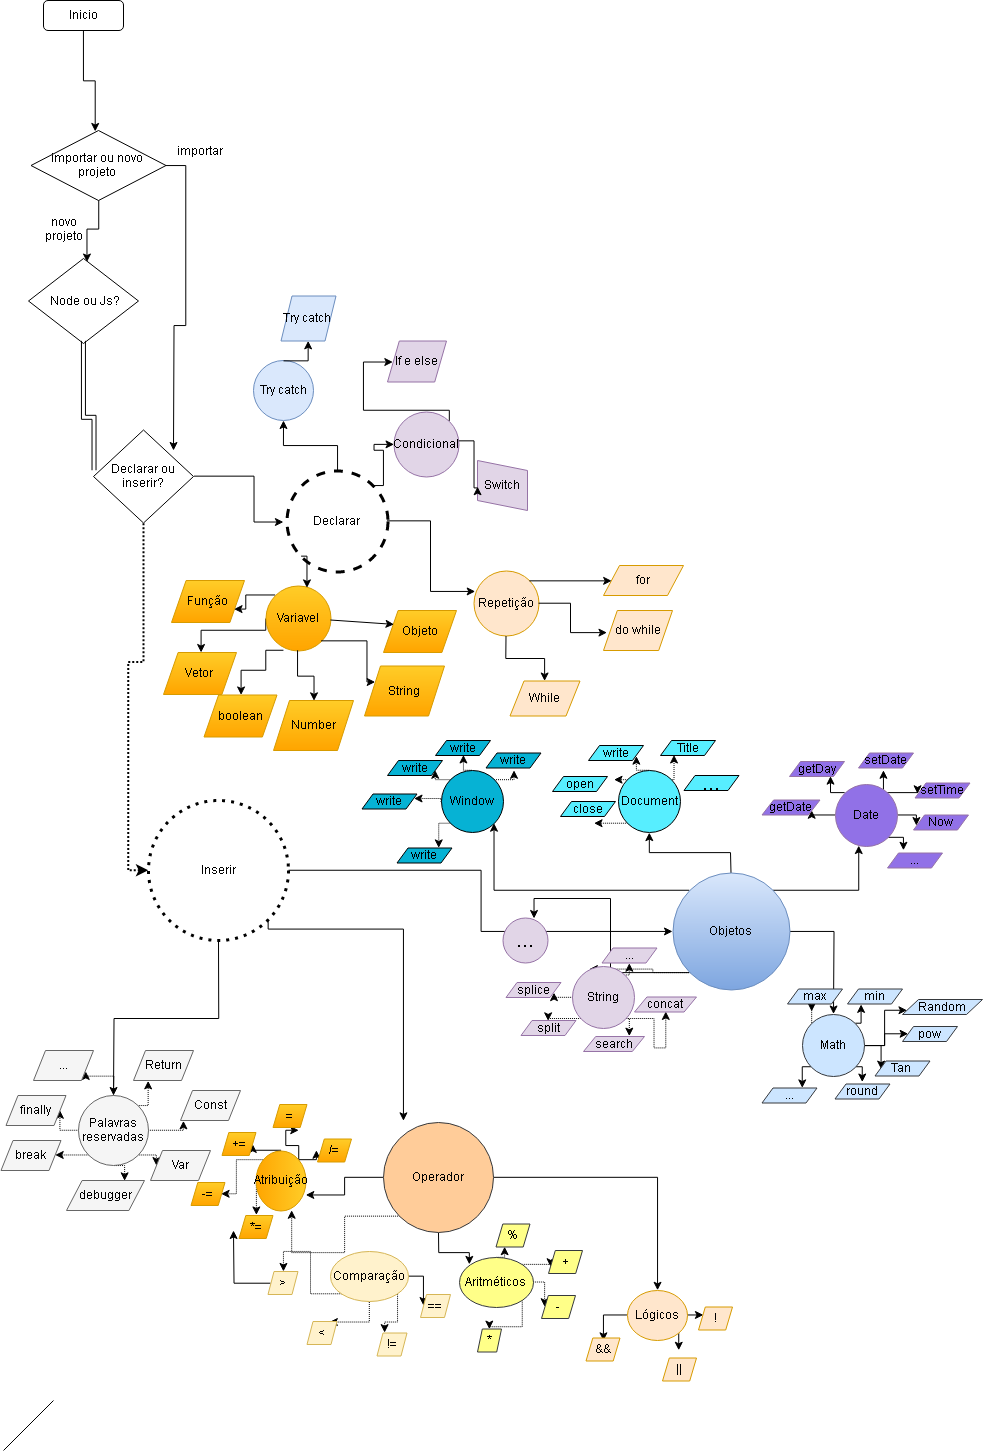 Inicio
importar
Importar ou novo
projeto
novo
projeto
Node ou Js?
Try catch
Try catch
If e else
Condicional
Switch
Declarar ou
inserir?
Declarar
Função
Variavel
Objeto
Vetor
String
boolean
Number
Repetição
for
do while
While
write
write
write
write
Window
write
write
Title
open
Document
...
close
getDay
setDate
setTime
getDate
Date
Now
...
Inserir
Objetos
...
...
splice
String
concat
split
search
max
min
Random
pow
Math
Tan
...
round
...
Return
finally
Const
Palavras
reservadas
break
Var
debugger
=
+=
/=
Atribuição
-=
*=
Operador
>
Comparação
==
<
!=
%
+
Aritméticos
-
*
Lógicos
!
&&
||